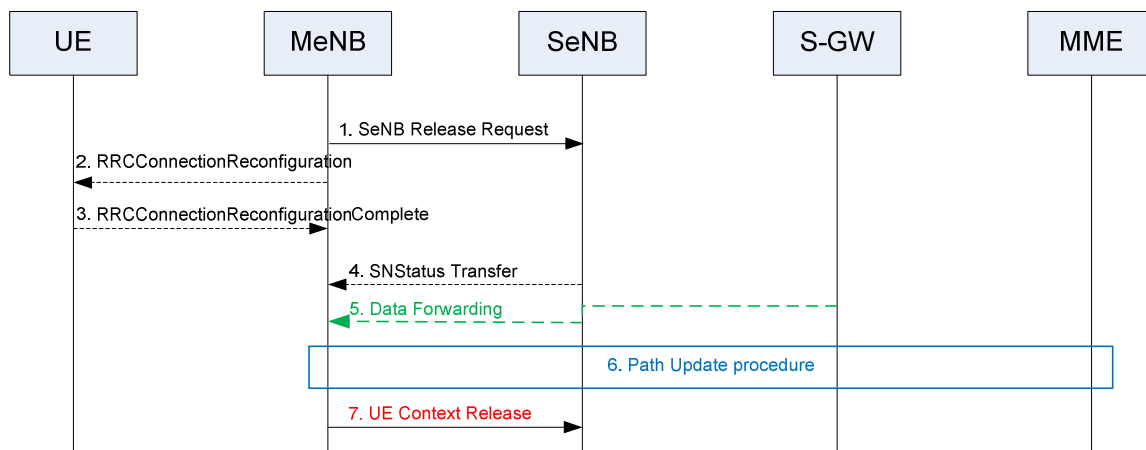 UE
MeNB
SeNB
S-GW
MME
1. SeNB Release Request
2. RRCConnectionReconfiguration
3. RRCConnectionReconfigurationComplete
4. SNStatus Transfer
5. Data Forwarding
6. Path Update procedure
7. UE Context Release